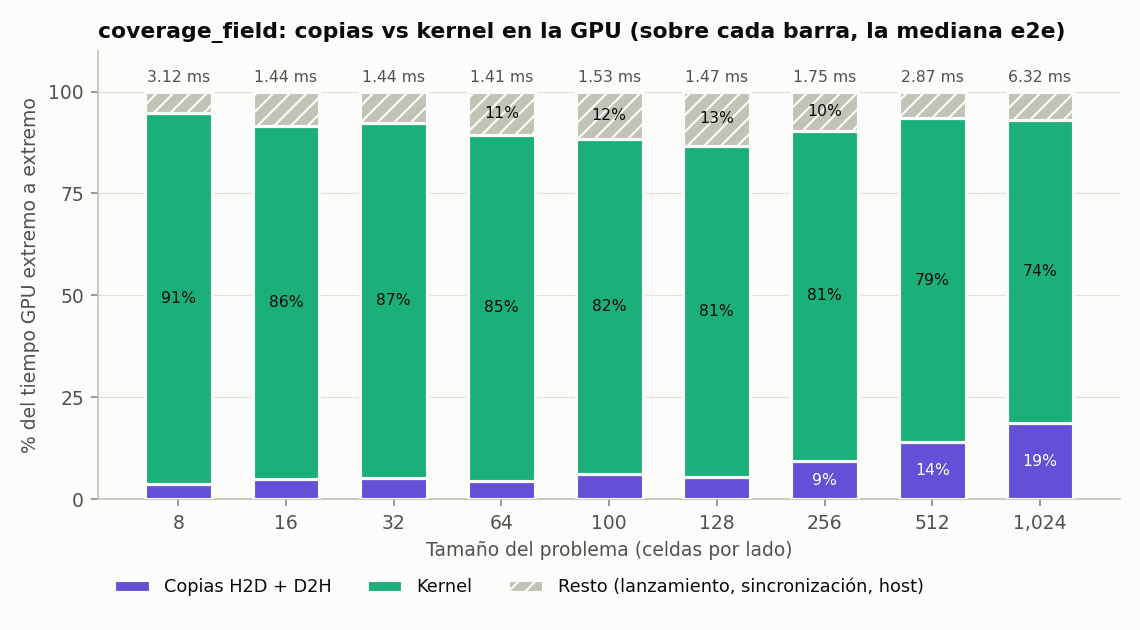 coverage_field: copias vs kernel en la GPU (sobre cada barra, la mediana e2e)
3.12 ms 1.44 ms 1.44 ms 1.41 ms 1.53 ms 1.47 ms 1.75 ms 2.87 ms 6.32 ms
% del tiempo GPU extremo a extremo
100
75
50
25
0
11% 12% 13% 10%
91% 86% 87% 85% 82% 81% 81% 79% 74%
9% 14% 19%
8 16 32 64 100 128 256 512 1,024
Tamaño del problema (celdas por lado)
Copias H2D + D2H Kernel Resto (lanzamiento, sincronización, host)